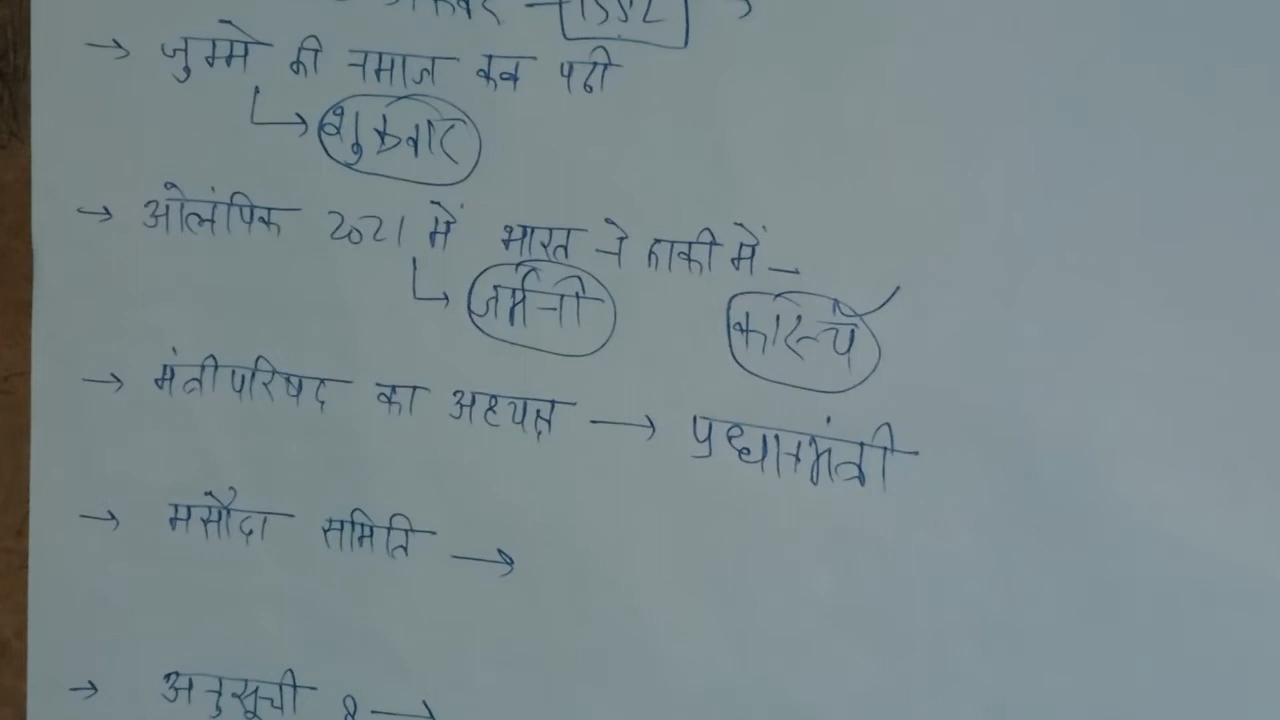 → जुम्मे की नमाज कब पढी
↳ शुक्रवार
→ ओलंपिक 2021 में भारत ने हाकी में -
↳ जर्मनी कास्य
→ मंत्रीपरिषद का अध्यक्ष → प्रधानमंत्री
→ मसौदा समिति →
→ अनुसूची →